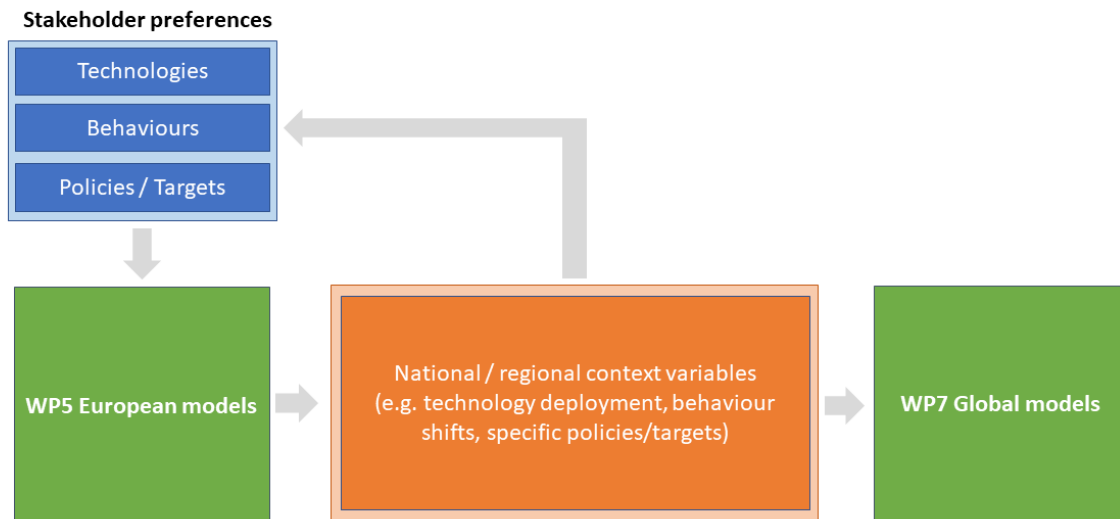 Stakeholder preferences
Technologies
Behaviours
Policies / Targets
WP5 European models
National / regional context variables
(e.g. technology deployment, behaviour
shifts, specific policies/targets)
WP7 Global models